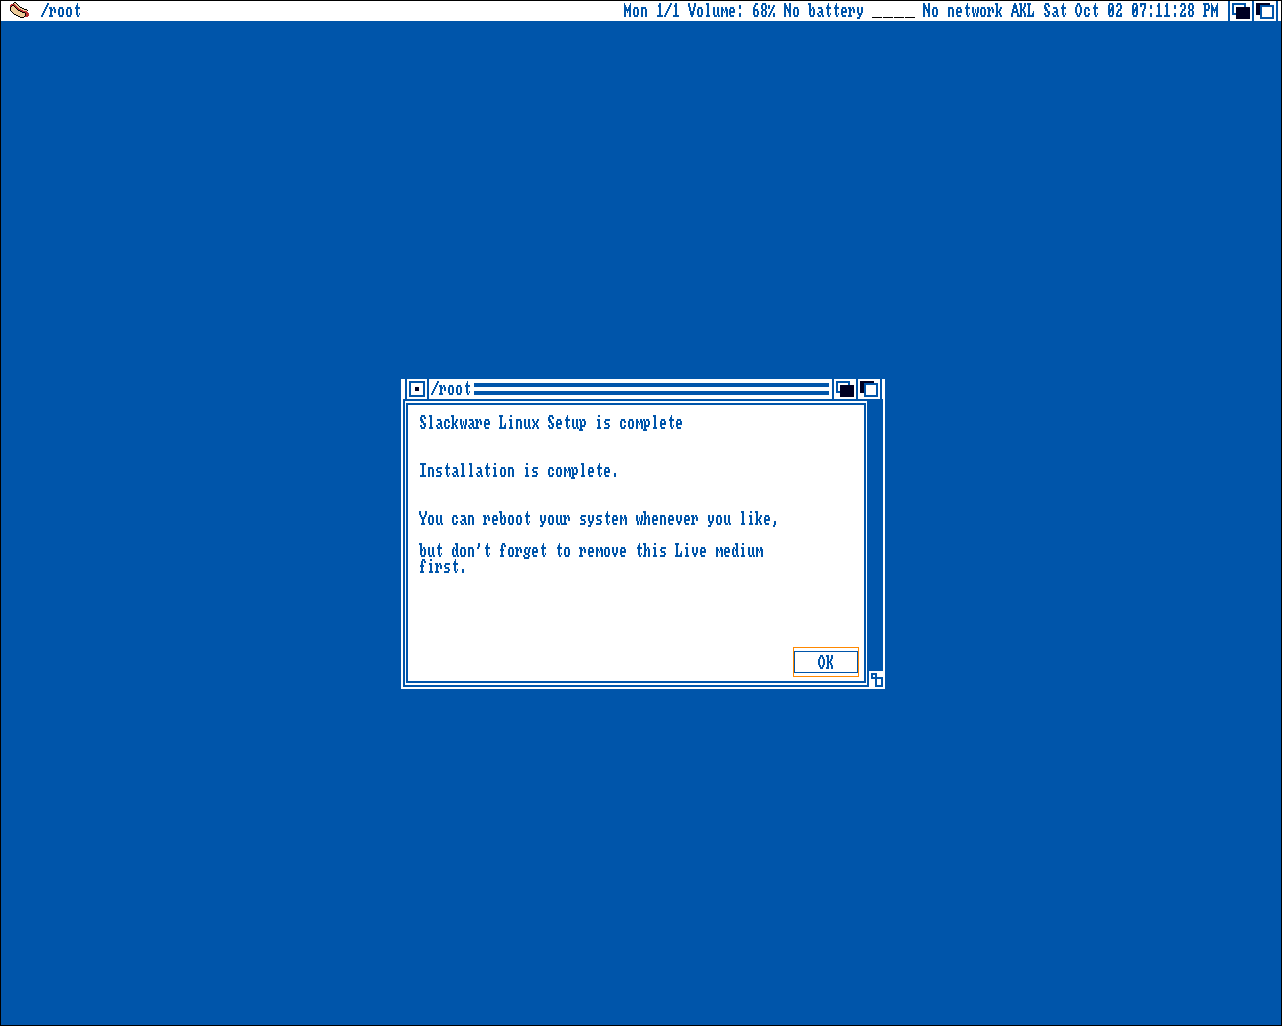 /root
Mon 1/1 Volume: 68% No battery ____ No network AKL Sat Oct 02 07:11:28 PM
/root
Slackware Linux Setup is complete
Installation is complete.
You can reboot your system whenever you like,
but don't forget to remove this Live medium
first.
OK